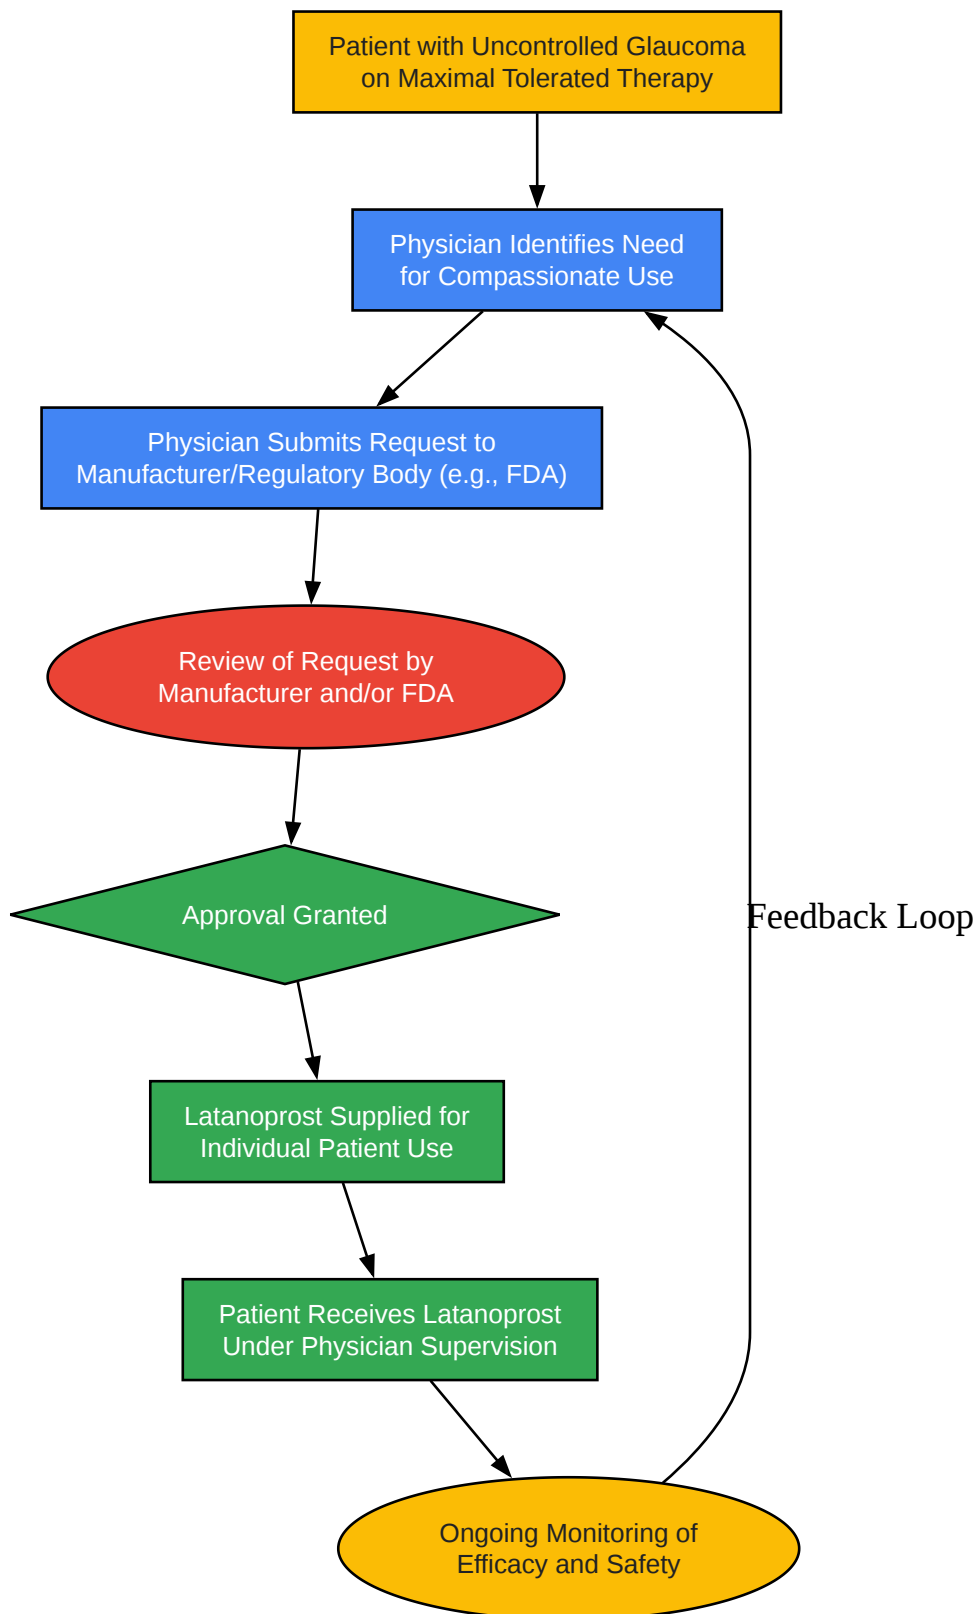 Patient with Uncontrolled Glaucoma
on Maximal Tolerated Therapy
Physician Identifies Need
for Compassionate Use
Physician Submits Request to
Manufacturer/Regulatory Body (e.g., FDA)
Review of Request by
Manufacturer and/or FDA
Approval Granted
Feedback Loop
Latanoprost Supplied for
Individual Patient Use
Patient Receives Latanoprost
Under Physician Supervision
Ongoing Monitoring of
Efficacy and Safety